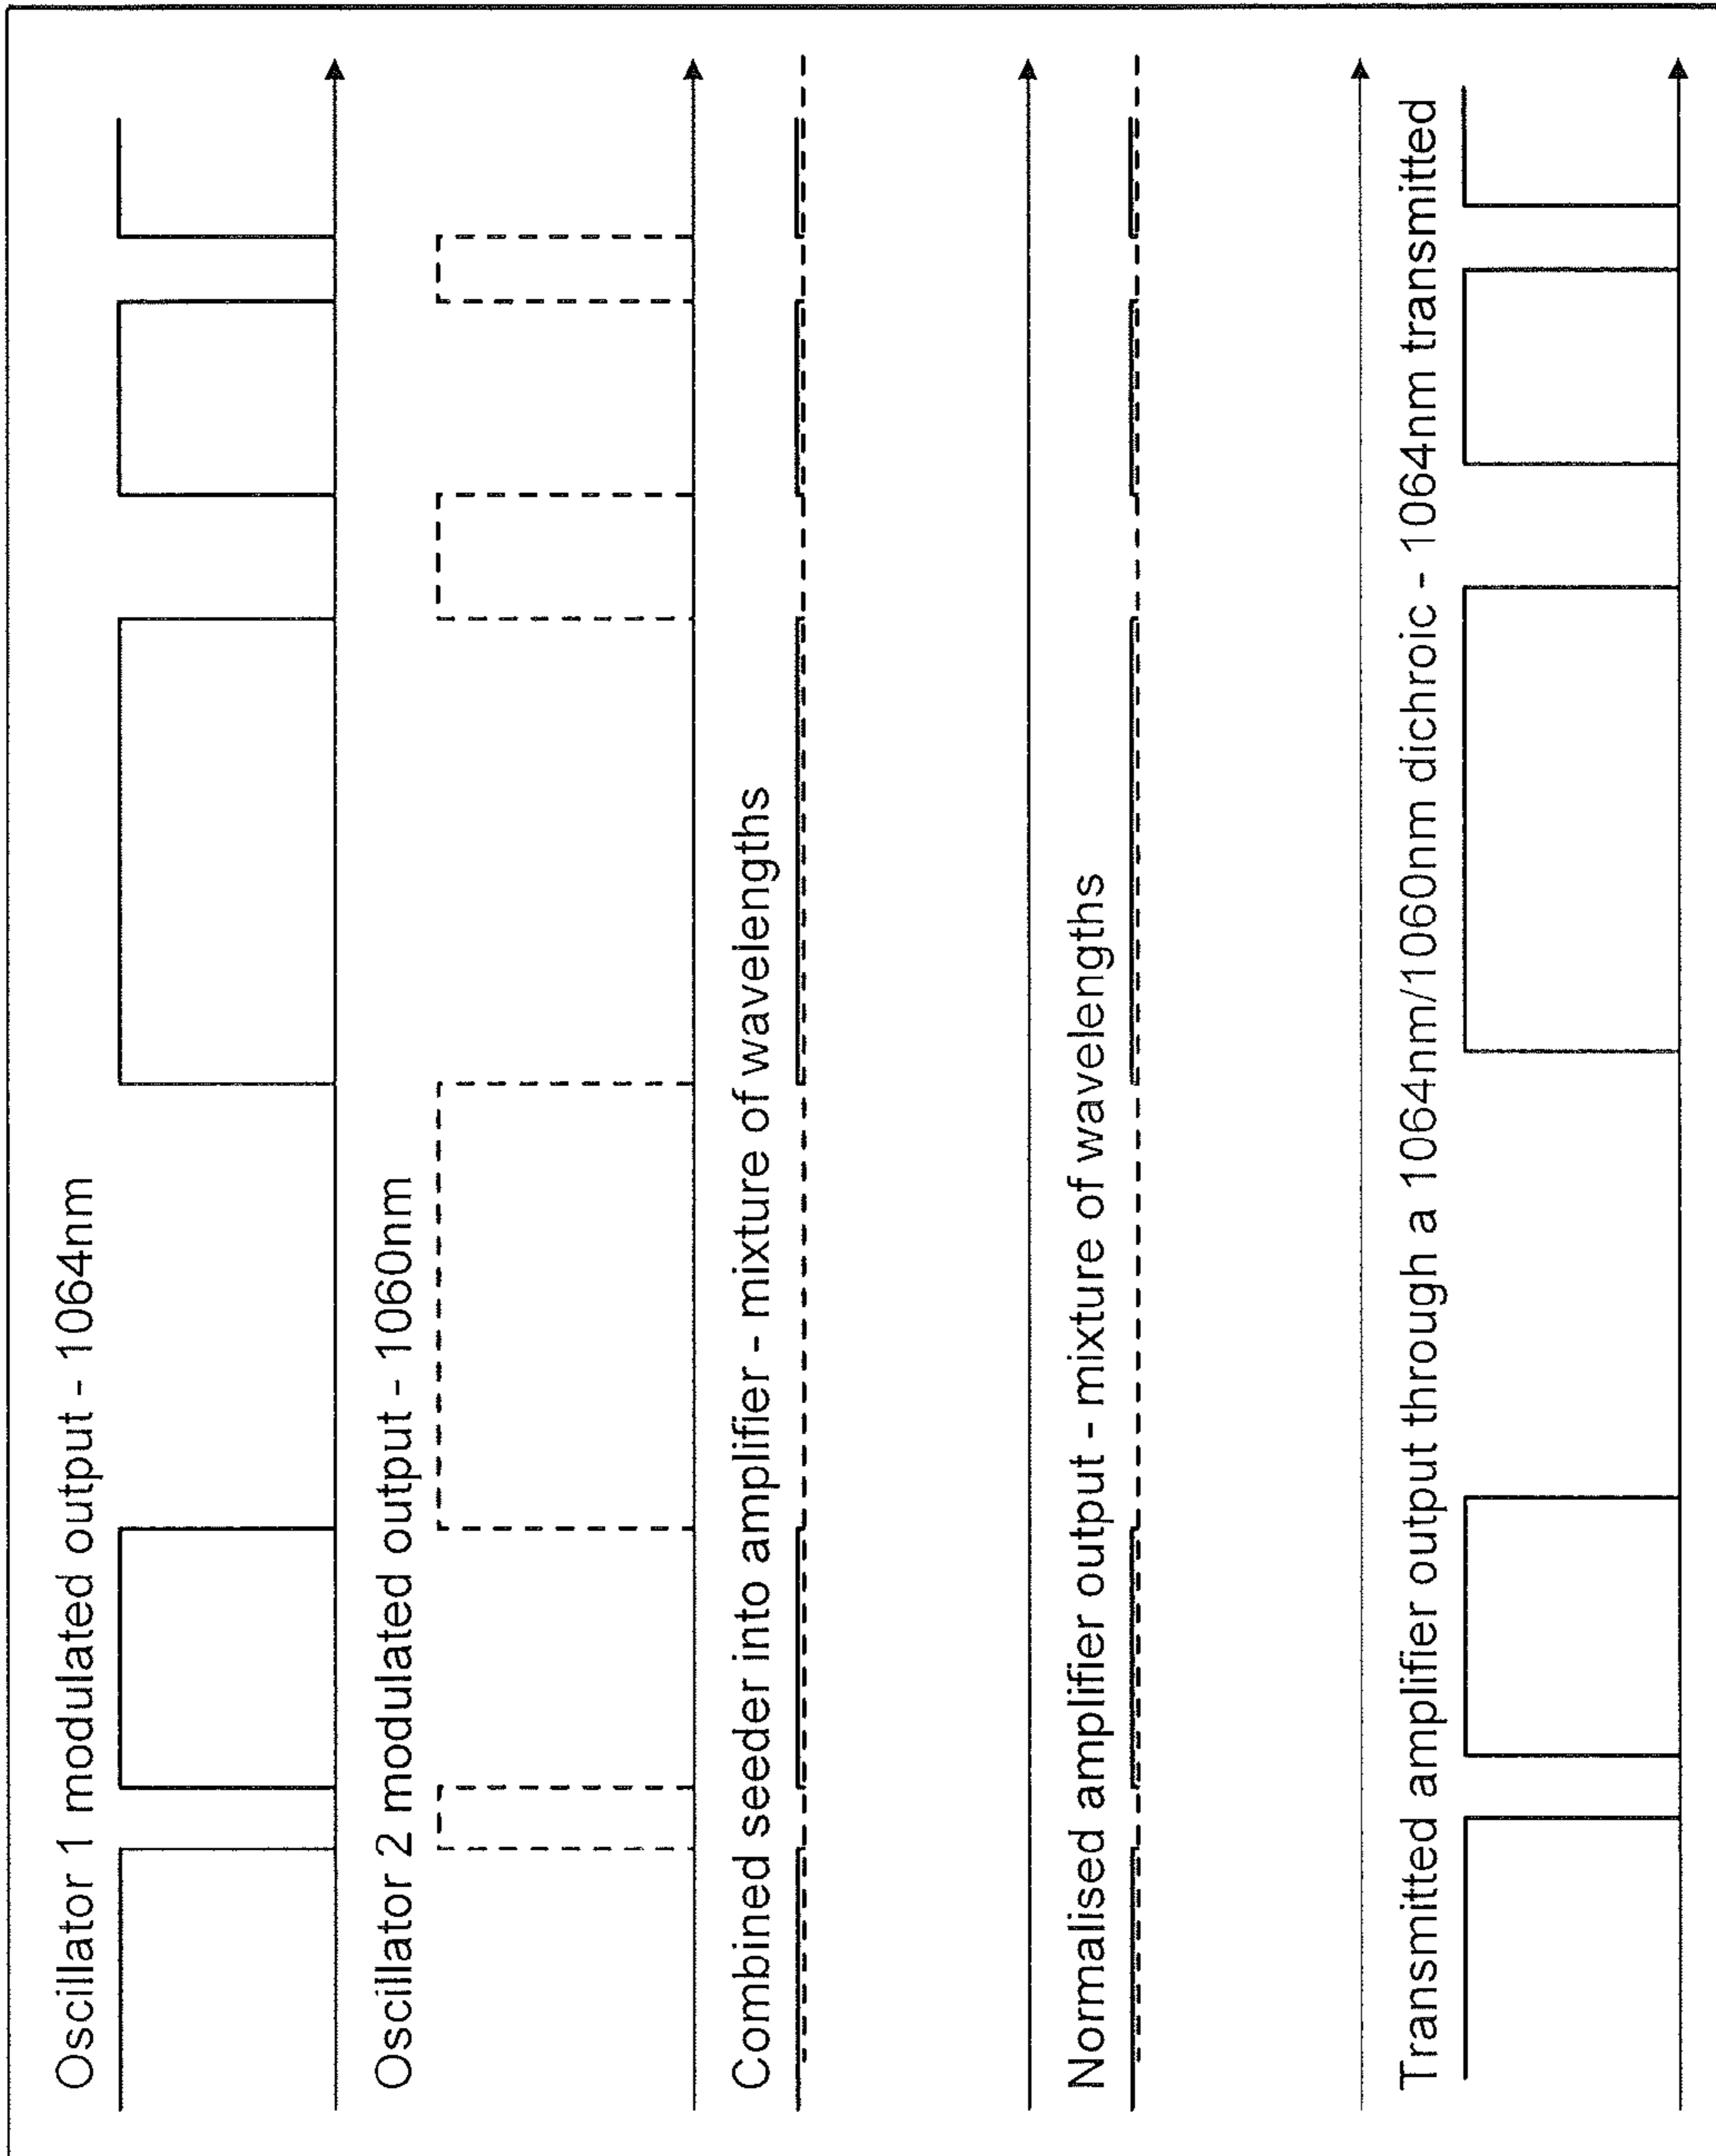 Oscillator 1 modulated output - 1064nm
Oscillator 2 modulated output - 1060nm
Combined seeder into amplifier - mixture of wavelengths
Normalised amplifier output - mixture of wavelengths
Transmitted amplifier output through a 1064nm/1060nm dichroic - 1064nm transmitted